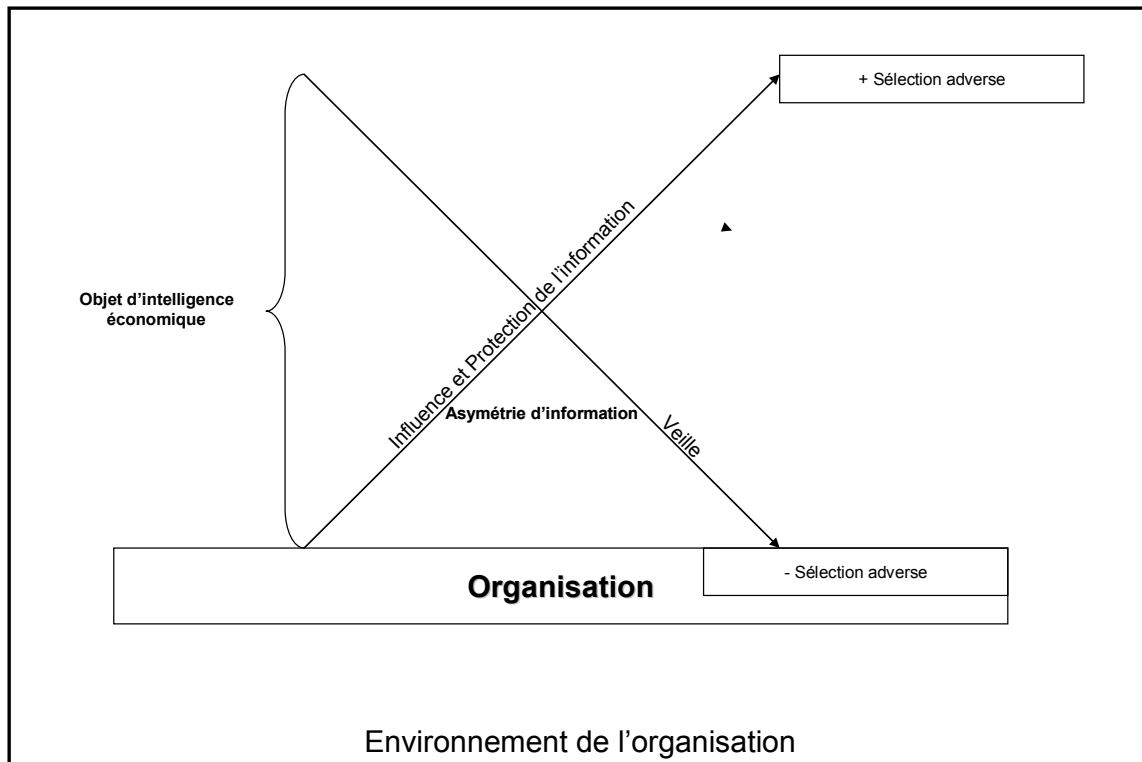 + Sélection adverse
Objet d’intelligence
économique
Influence et Protection de l’information
Asymétrie d’information
Veille
Organisation
- Sélection adverse
Environnement de l’organisation